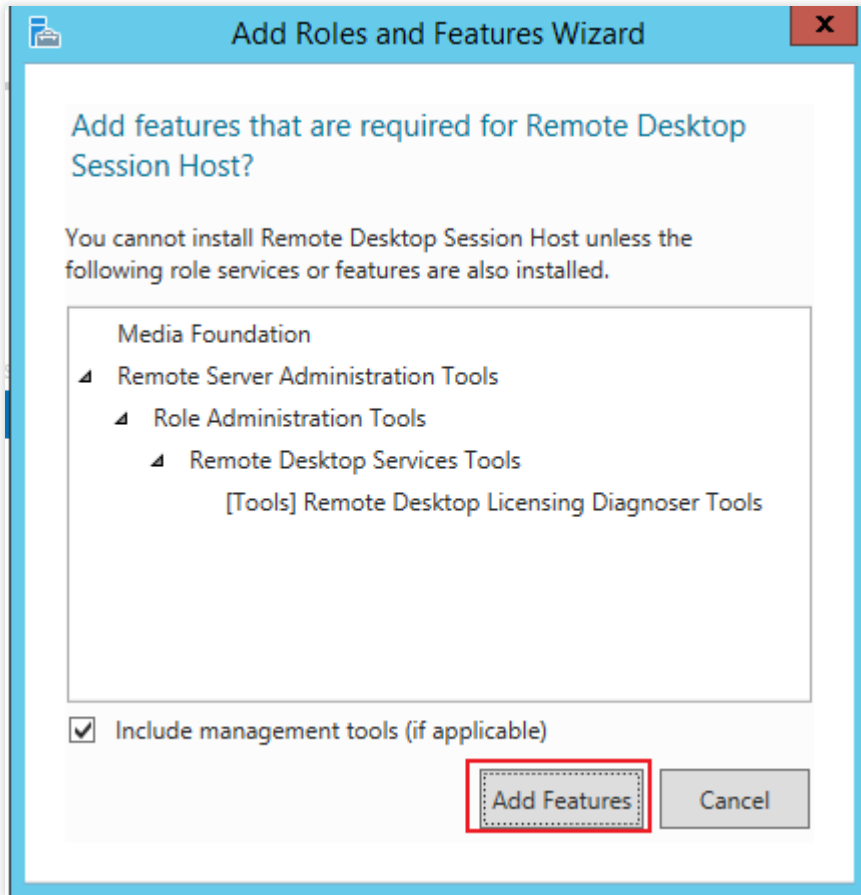 Add Roles and Features Wizard
x
Add features that are required for Remote Desktop
Session Host?
You cannot install Remote Desktop Session Host unless the
following role services or features are also installed.
Media Foundation
Remote Server Administration Tools
Role Administration Tools
Remote Desktop Services Tools
[Tools] Remote Desktop Licensing Diagnoser Tools
Include management tools (if applicable)
Add Features
Cancel